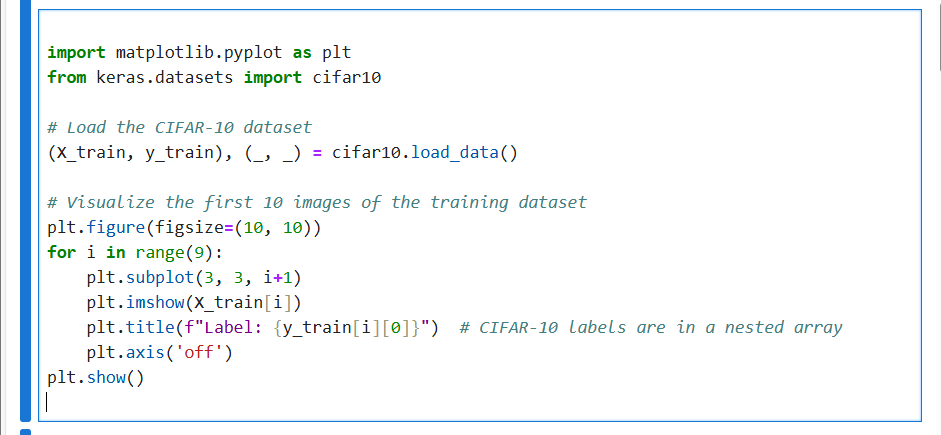 import matplotlib.pyplot as plt
from keras.datasets import cifar10
# Load the CIFAR-10 dataset
(X_train, y_train), (_, _) = cifar10.load_data()
# Visualize the first 10 images of the training dataset
plt.figure(figsize=(10, 10))
for i in range(9):
    plt.subplot(3, 3, i+1)
    plt.imshow(X_train[i])
    plt.title(f"Label: {y_train[i][0]}")  # CIFAR-10 labels are in a nested array
    plt.axis('off')
plt.show()